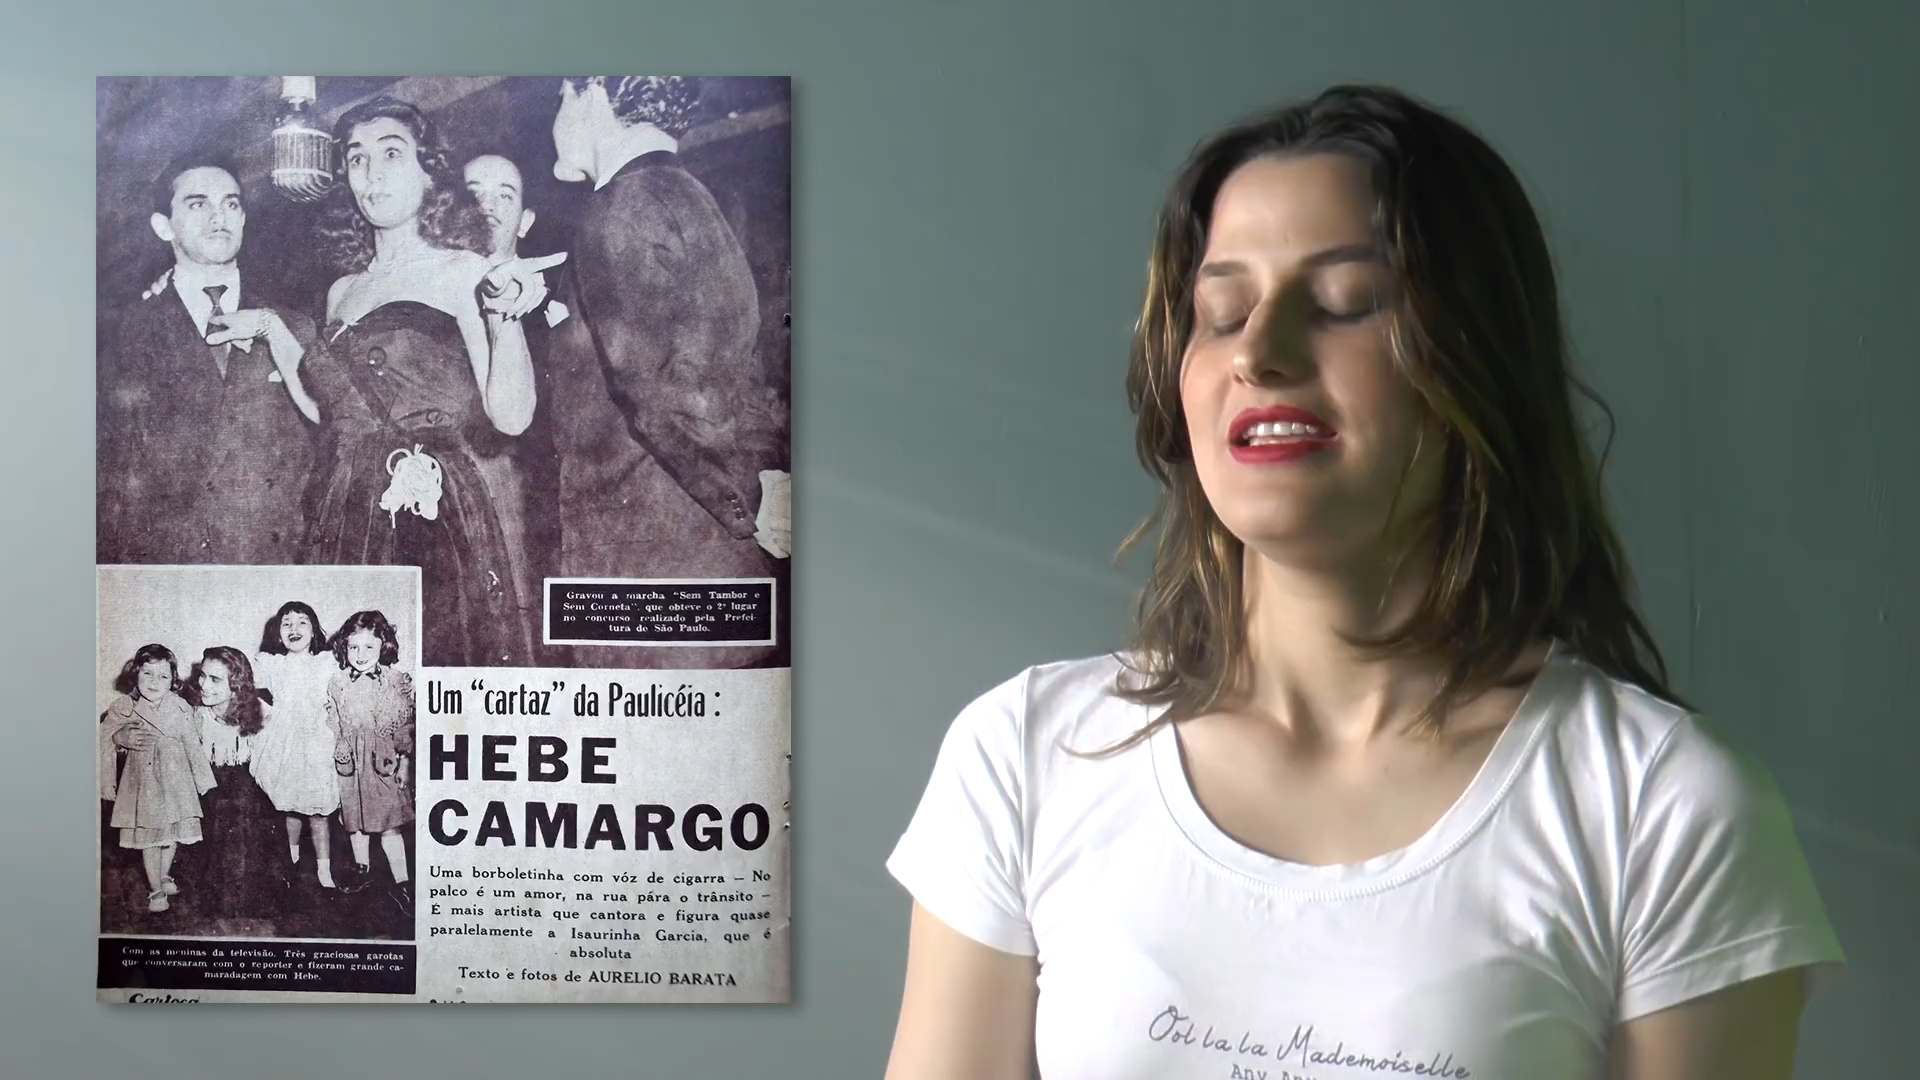 Gravou a marcha "Sem Tambor e
Sem Corneta". que obteve o 2º lugar
no concurso realizado pela Prefei-
tura de São Paulo.
Um "cartaz" da Paulicéia :
HEBE
CAMARGO
Uma borboletinha com vóz de cigarra — No
palco é um amor, na rua pára o trânsito —
É mais artista que cantora e figura quase
paralelamente a Isaurinha Garcia, que é
absoluta
Texto e fotos de AURELIO BARATA
Com as meninas da televisão. Três graciosas garotas
que conversaram com o reporter e fizeram grande ca-
maradagem com Hebe.
Carioca
Ool la la Mademoiselle
Any